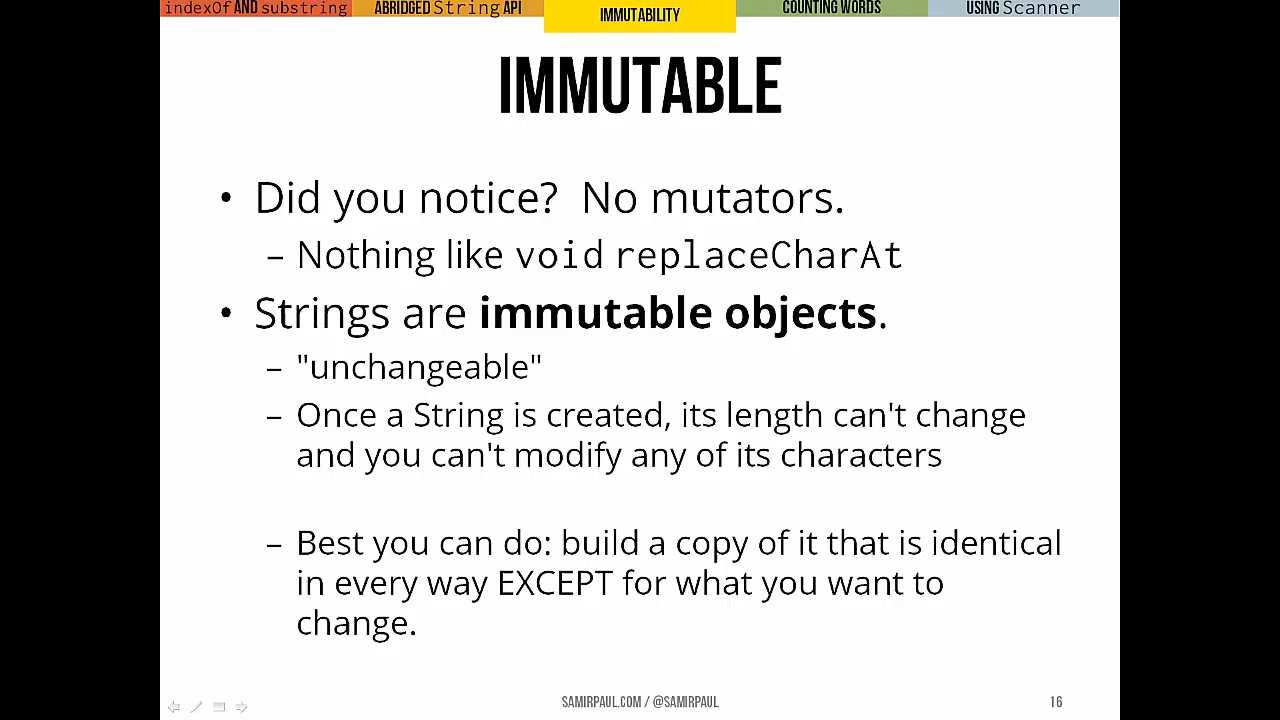 indexOf AND substring
ABRIDGED String API
IMMUTABILITY
COUNTING WORDS
USING Scanner
IMMUTABLE
• Did you notice?  No mutators.
– Nothing like void replaceCharAt
• Strings are immutable objects.
– "unchangeable"
– Once a String is created, its length can't change
and you can't modify any of its characters
– Best you can do: build a copy of it that is identical
in every way EXCEPT for what you want to
change.
SAMIRPAUL.COM / @SAMIRPAUL
16